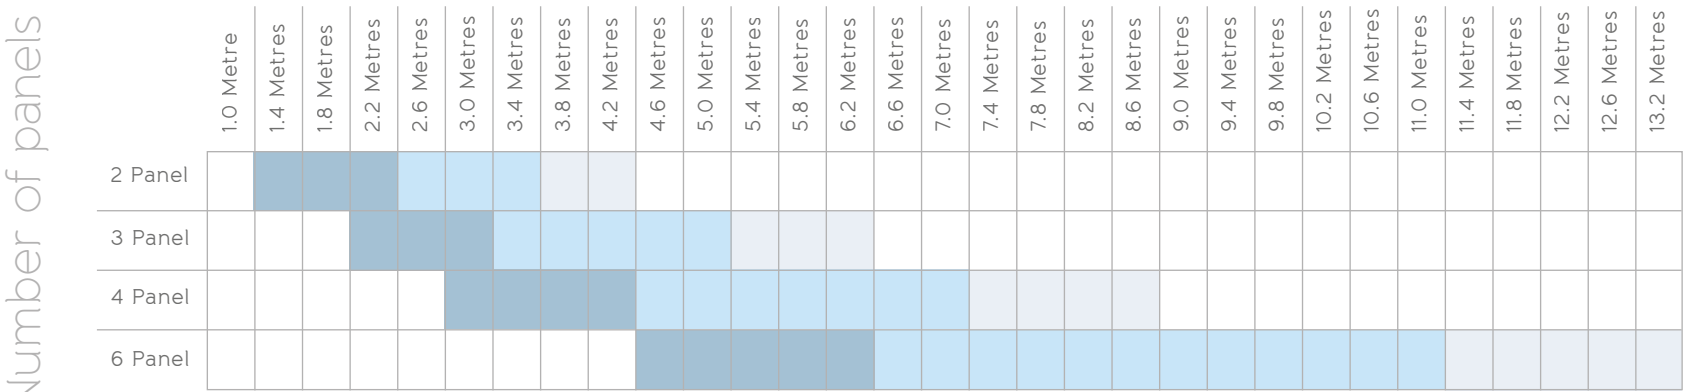 Number of panels
1.0 Metre
1.4 Metres
1.8 Metres
2.2 Metres
2.6 Metres
3.0 Metres
3.4 Metres
3.8 Metres
4.2 Metres
4.6 Metres
5.0 Metres
5.4 Metres
5.8 Metres
6.2 Metres
6.6 Metres
7.0 Metres
7.4 Metres
7.8 Metres
8.2 Metres
8.6 Metres
9.0 Metres
9.4 Metres
9.8 Metres
10.2 Metres
10.6 Metres
11.0 Metres
11.4 Metres
11.8 Metres
12.2 Metres
12.6 Metres
13.2 Metres
2 Panel
3 Panel
4 Panel
6 Panel